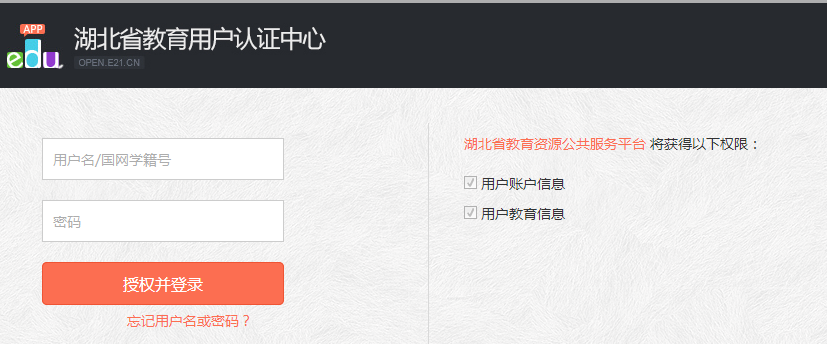 APP
edu
湖北省教育用户认证中心
OPEN.E21.CN
用户名/国网学籍号
密码
授权并登录
忘记用户名或密码？
湖北省教育资源公共服务平台 将获得以下权限：
用户账户信息
用户教育信息